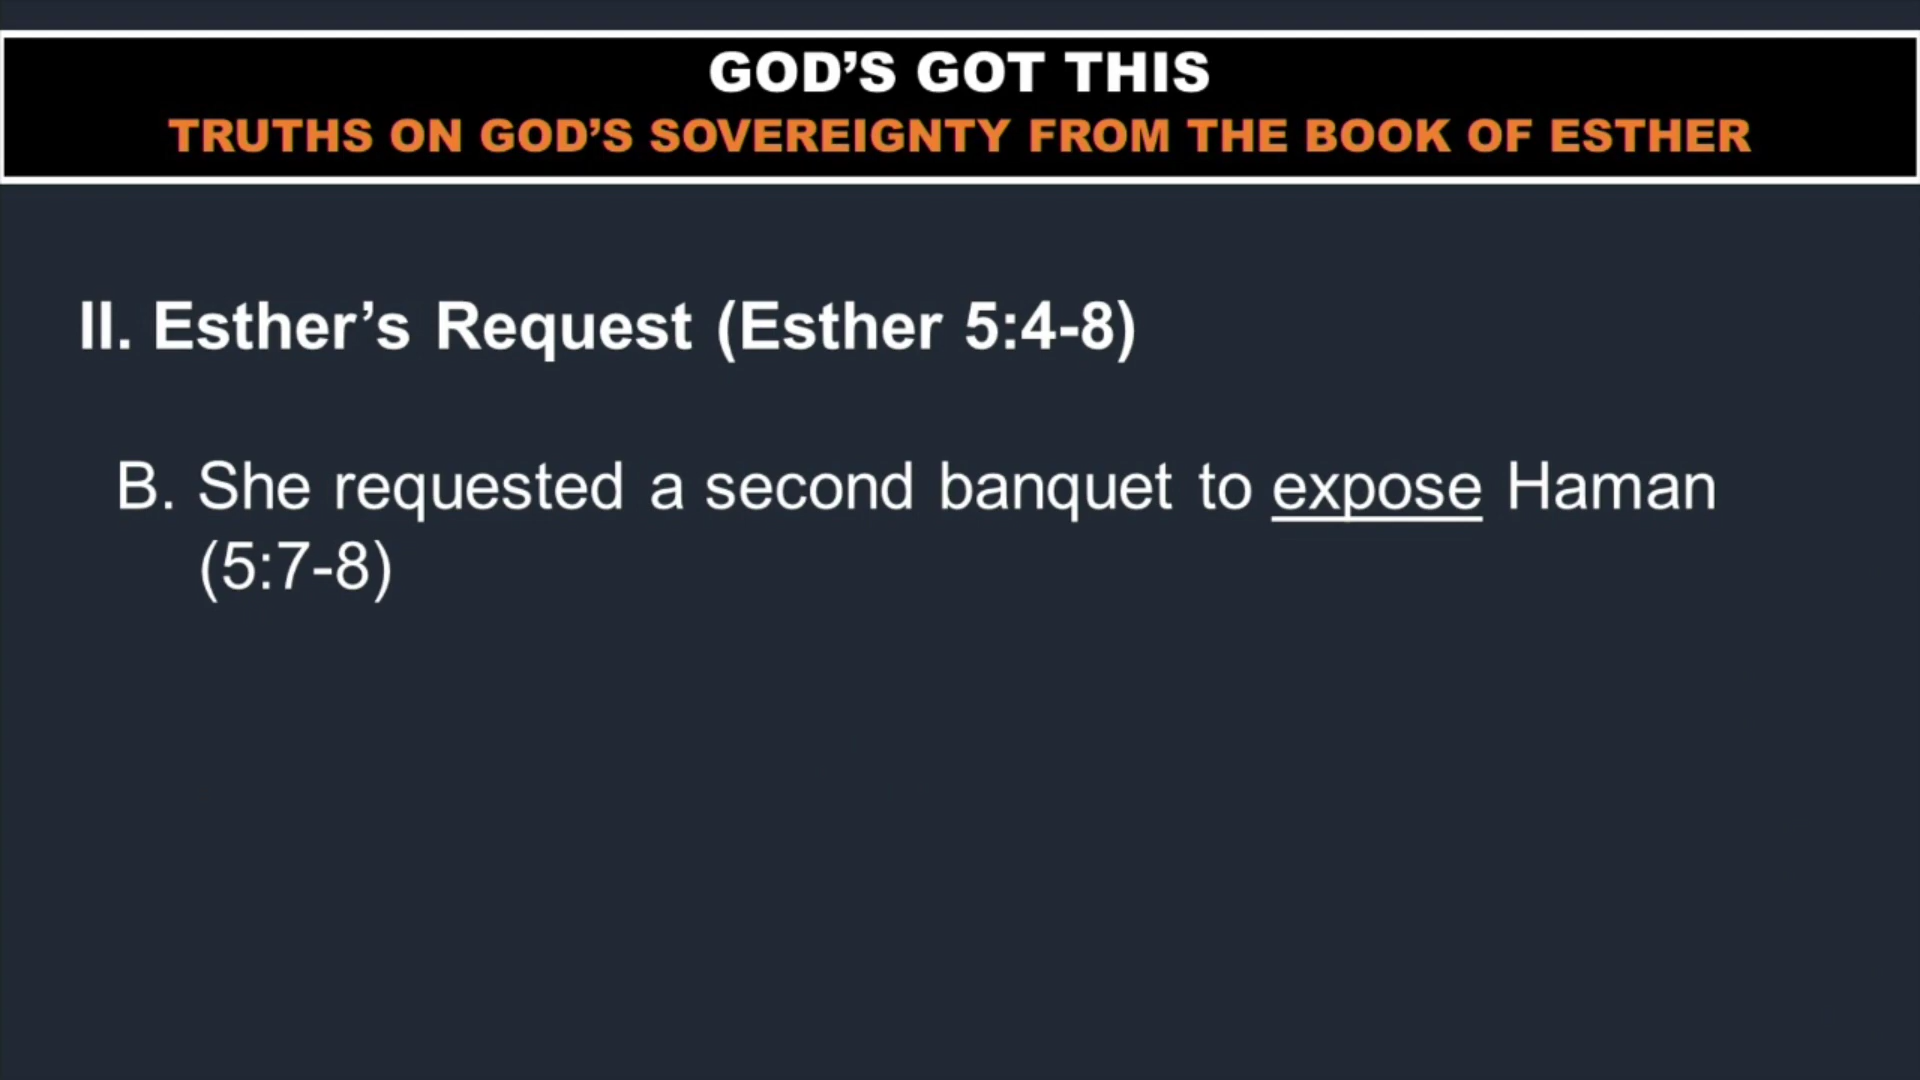 GOD’S GOT THIS
TRUTHS ON GOD’S SOVEREIGNTY FROM THE BOOK OF ESTHER
II. Esther’s Request (Esther 5:4-8)
B. She requested a second banquet to expose Haman
(5:7-8)